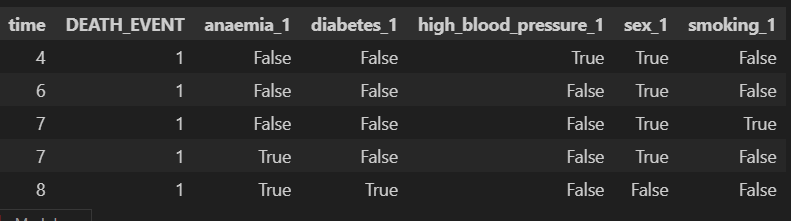 time DEATH_EVENT anaemia_1 diabetes_1 high_blood_pressure_1 sex_1 smoking_1
4 1 False False True True False
6 1 False False False True False
7 1 False False False True True
7 1 True False False True False
8 1 True True False False False